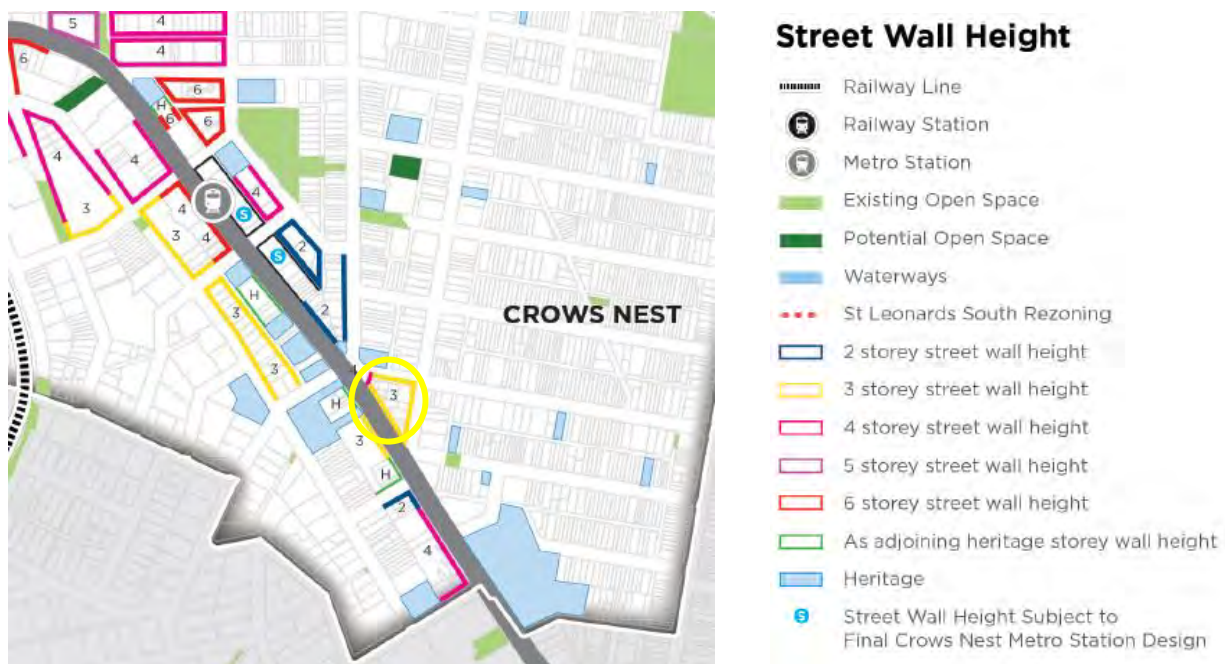 5
4
4
6
6
H
6
6
4
4
4
3
4
S
3
4
2
S
H
3
2
CROWS NEST
3
4
3
H
3
H
2
4
Street Wall Height
Railway Line
Railway Station
Metro Station
Existing Open Space
Potential Open Space
Waterways
St Leonards South Rezoning
2 storey street wall height
3 storey street wall height
4 storey street wall height
5 storey street wall height
6 storey street wall height
As adjoining heritage storey wall height
Heritage
S
Street Wall Height Subject to
Final Crows Nest Metro Station Design